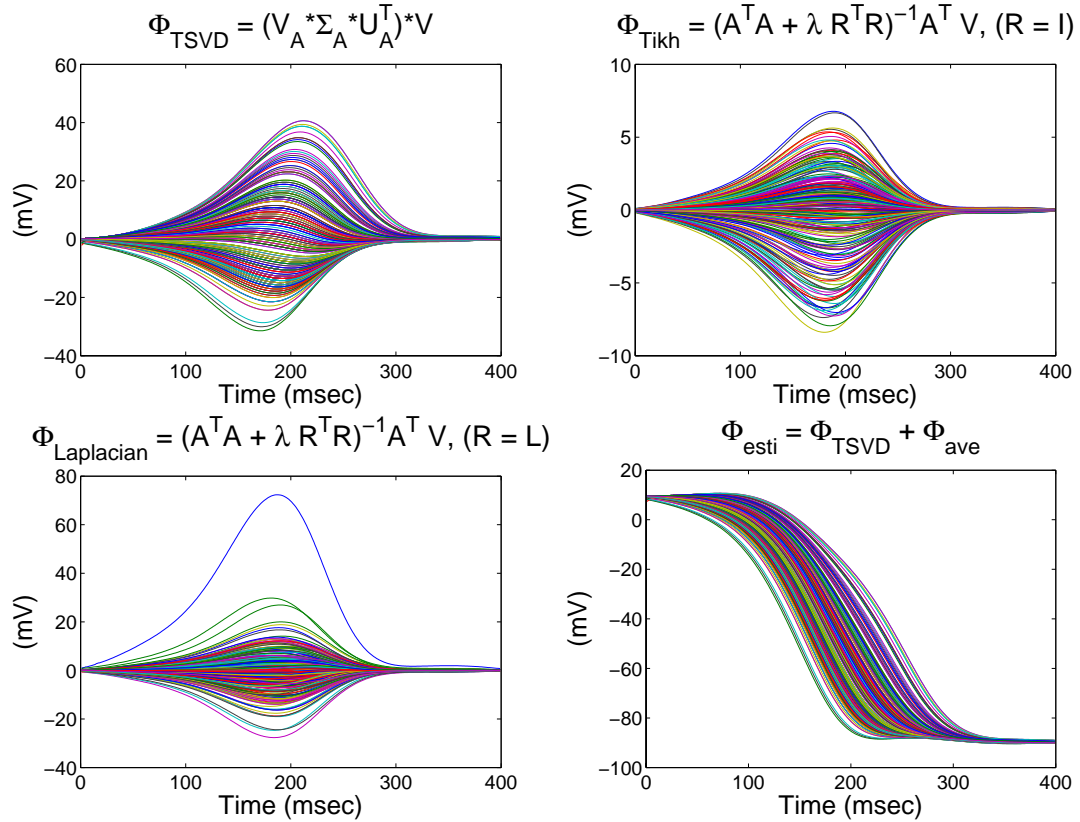 Φ_TSVD = (V_A*Σ_A*U_A^T)*V
60
40
20
0
−20
−40
0 100 200 300 400
(mV)
Time (msec)
Φ_Tikh = (A^T A + λ R^T R)^−1 A^T V, (R = I)
10
5
0
−5
−10
0 100 200 300 400
(mV)
Time (msec)
Φ_Laplacian = (A^T A + λ R^T R)^−1 A^T V, (R = L)
80
60
40
20
0
−20
−40
0 100 200 300 400
(mV)
Time (msec)
Φ_esti = Φ_TSVD + Φ_ave
20
0
−20
−40
−60
−80
−100
0 100 200 300 400
(mV)
Time (msec)